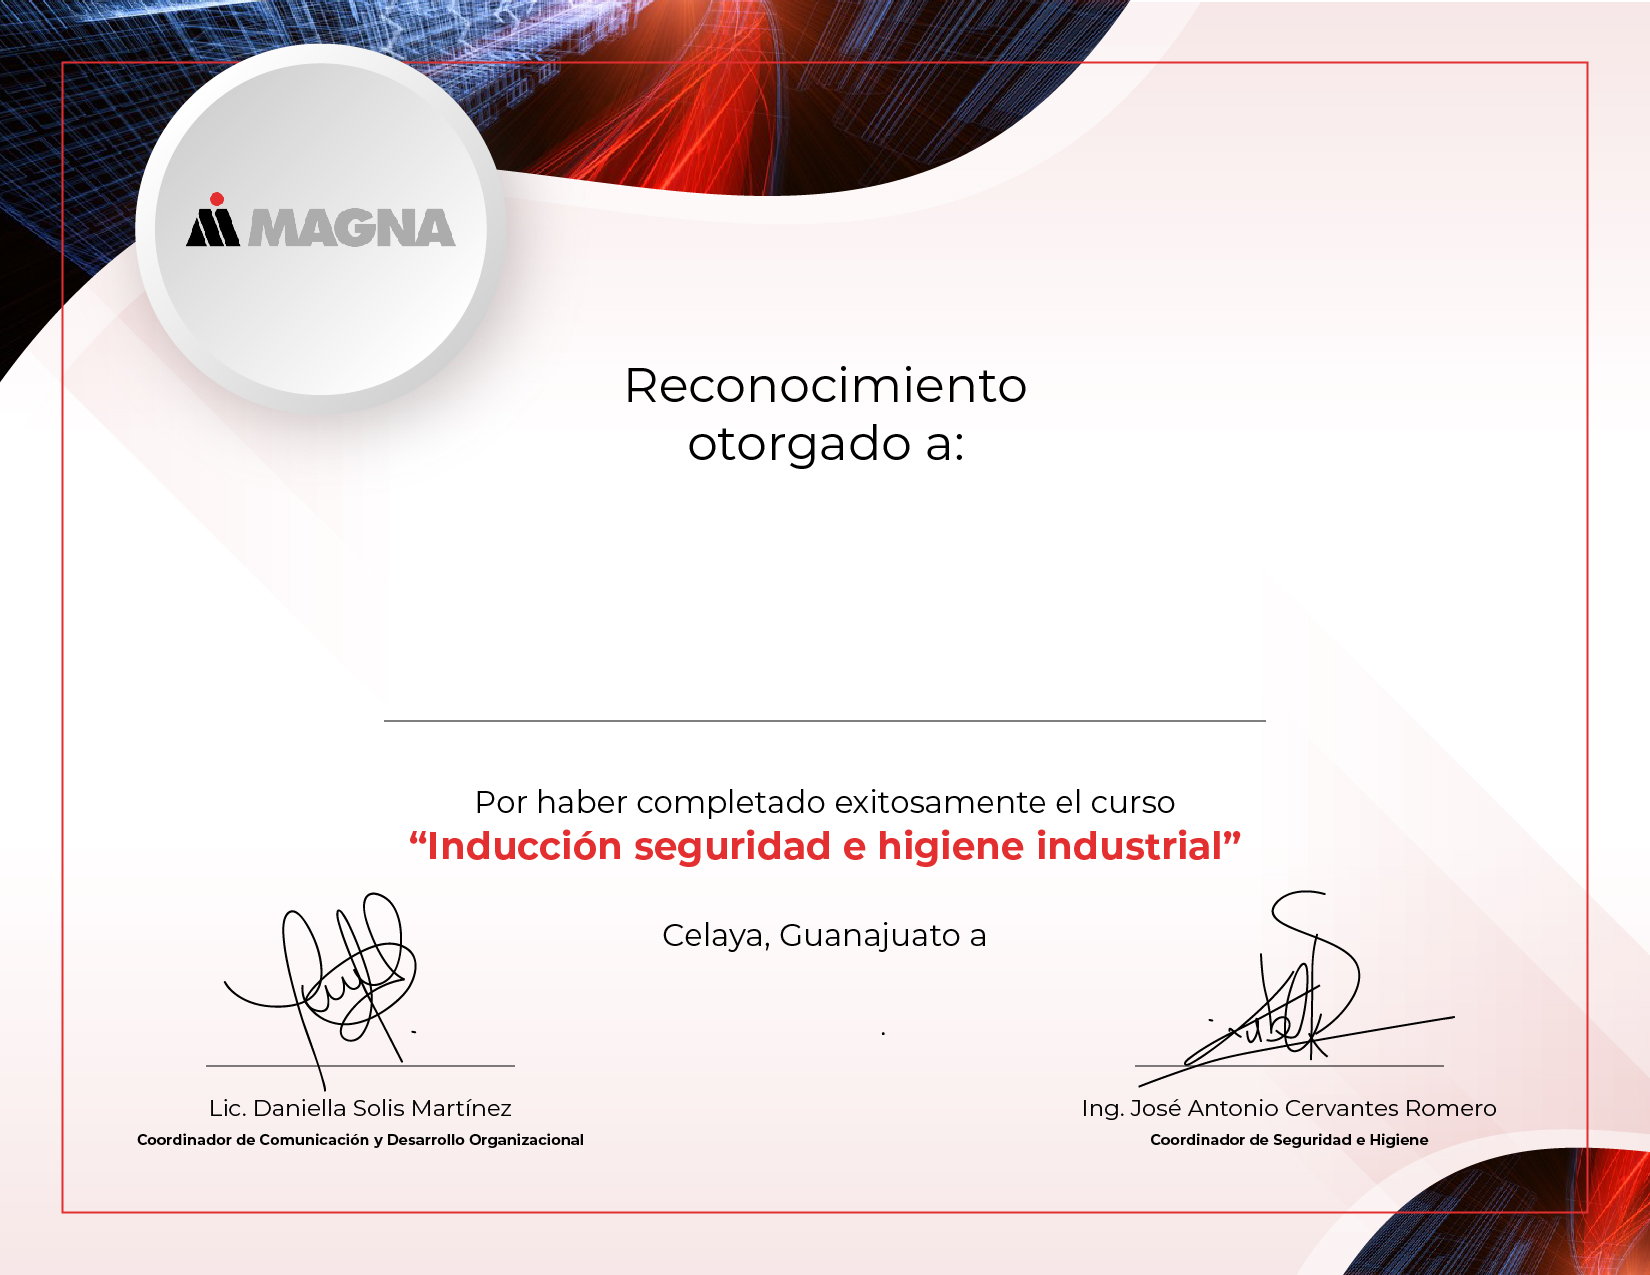 MAGNA
Reconocimiento
otorgado a:
Por haber completado exitosamente el curso
“Inducción seguridad e higiene industrial”
Celaya, Guanajuato a
.
Lic. Daniella Solis Martínez
Coordinador de Comunicación y Desarrollo Organizacional
Ing. José Antonio Cervantes Romero
Coordinador de Seguridad e Higiene